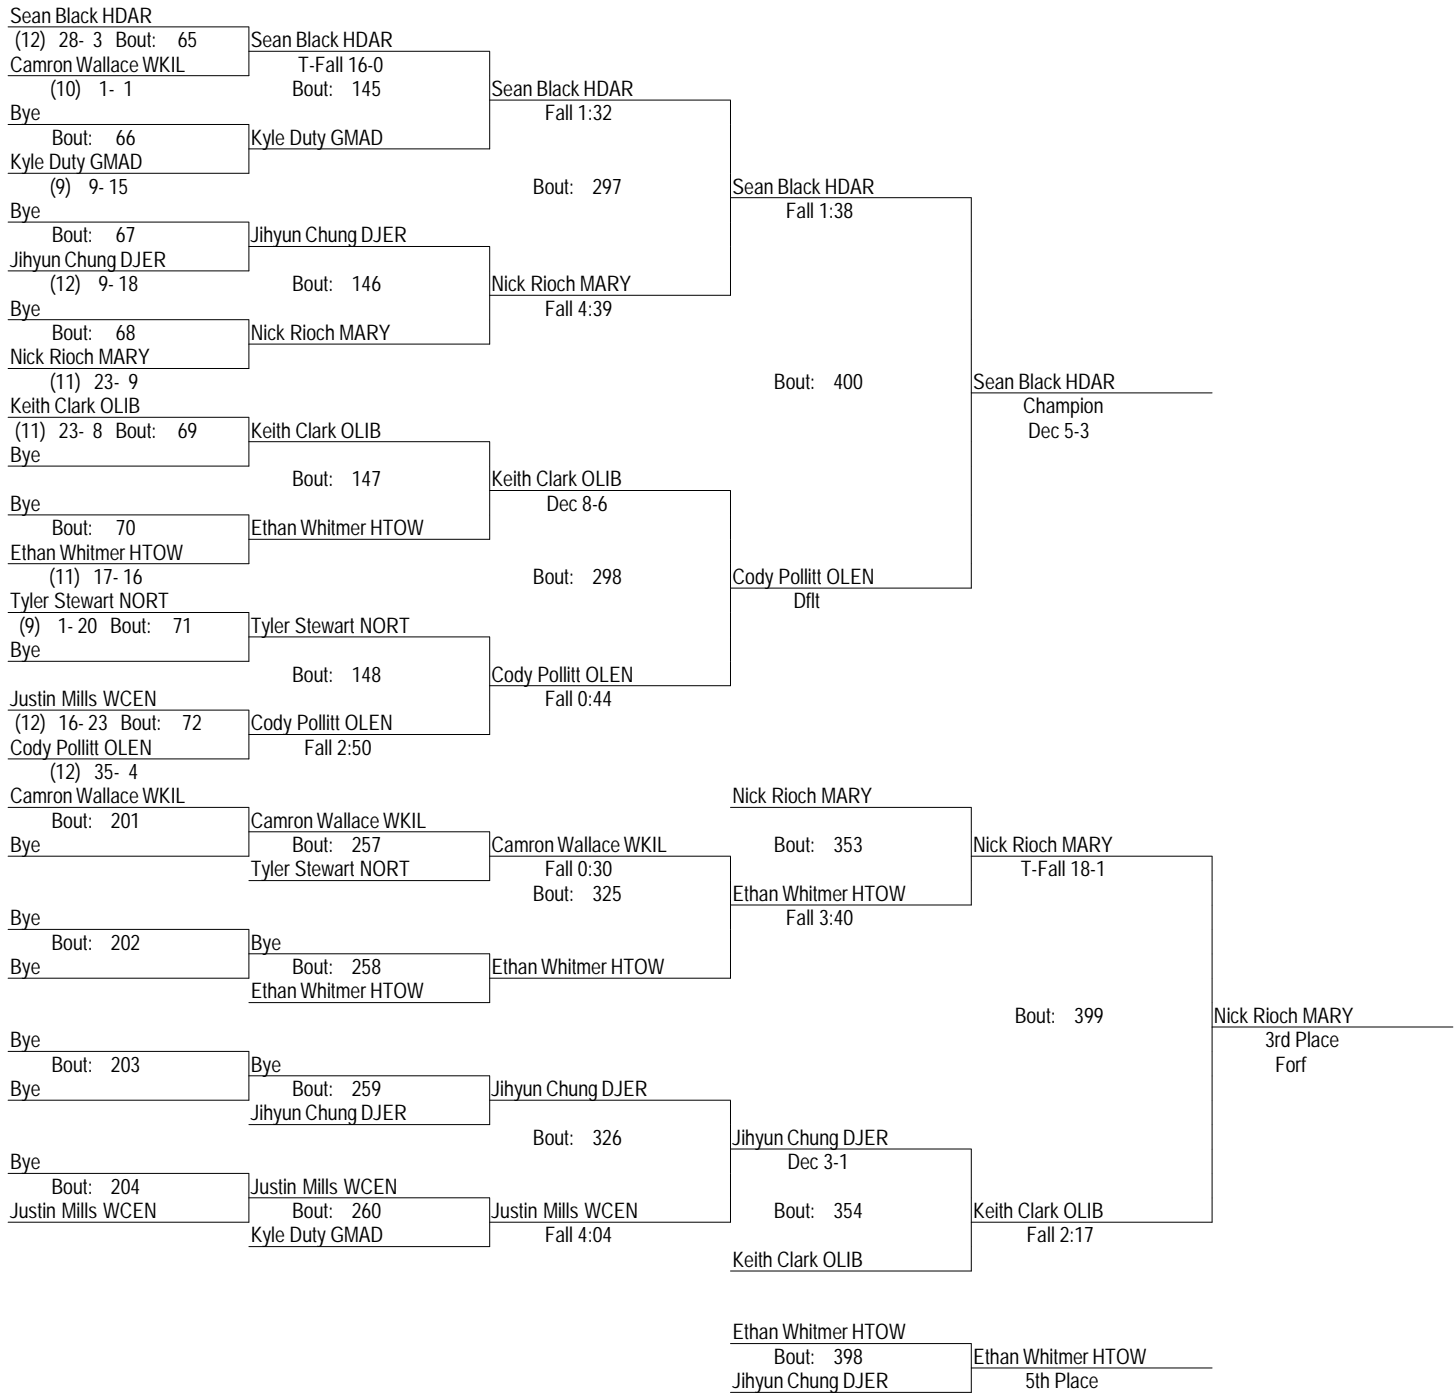 Sean Black HDAR
(12) 28- 3 Bout: 65 Sean Black HDAR
Camron Wallace WKIL T-Fall 16-0
(10) 1- 1 Bout: 145 Sean Black HDAR
Bye Fall 1:32
Bout: 66 Kyle Duty GMAD
Kyle Duty GMAD
(9) 9- 15 Bout: 297 Sean Black HDAR
Bye Fall 1:38
Bout: 67 Jihyun Chung DJER
Jihyun Chung DJER
(12) 9- 18 Bout: 146 Nick Rioch MARY
Bye Fall 4:39
Bout: 68 Nick Rioch MARY
Nick Rioch MARY
(11) 23- 9 Bout: 400 Sean Black HDAR
Keith Clark OLIB Champion
(11) 23- 8 Bout: 69 Keith Clark OLIB Dec 5-3
Bye
Bout: 147 Keith Clark OLIB
Bye Dec 8-6
Bout: 70 Ethan Whitmer HTOW
Ethan Whitmer HTOW
(11) 17- 16 Bout: 298 Cody Pollitt OLEN
Tyler Stewart NORT Dflt
(9) 1- 20 Bout: 71 Tyler Stewart NORT
Bye
Bout: 148 Cody Pollitt OLEN
Justin Mills WCEN Fall 0:44
(12) 16- 23 Bout: 72 Cody Pollitt OLEN
Cody Pollitt OLEN Fall 2:50
(12) 35- 4
Camron Wallace WKIL Nick Rioch MARY
Bout: 201 Camron Wallace WKIL
Bye Bout: 257 Camron Wallace WKIL Bout: 353 Nick Rioch MARY
Tyler Stewart NORT Fall 0:30 T-Fall 18-1
Bout: 325 Ethan Whitmer HTOW
Bye Fall 3:40
Bout: 202 Bye
Bye Bout: 258 Ethan Whitmer HTOW
Ethan Whitmer HTOW
Bout: 399 Nick Rioch MARY
Bye 3rd Place
Bout: 203 Bye Forf
Bye Bout: 259 Jihyun Chung DJER
Jihyun Chung DJER
Bout: 326 Jihyun Chung DJER
Bye Dec 3-1
Bout: 204 Justin Mills WCEN
Justin Mills WCEN Bout: 260 Justin Mills WCEN Bout: 354 Keith Clark OLIB
Kyle Duty GMAD Fall 4:04 Fall 2:17
Keith Clark OLIB
Ethan Whitmer HTOW
Bout: 398 Ethan Whitmer HTOW
Jihyun Chung DJER 5th Place